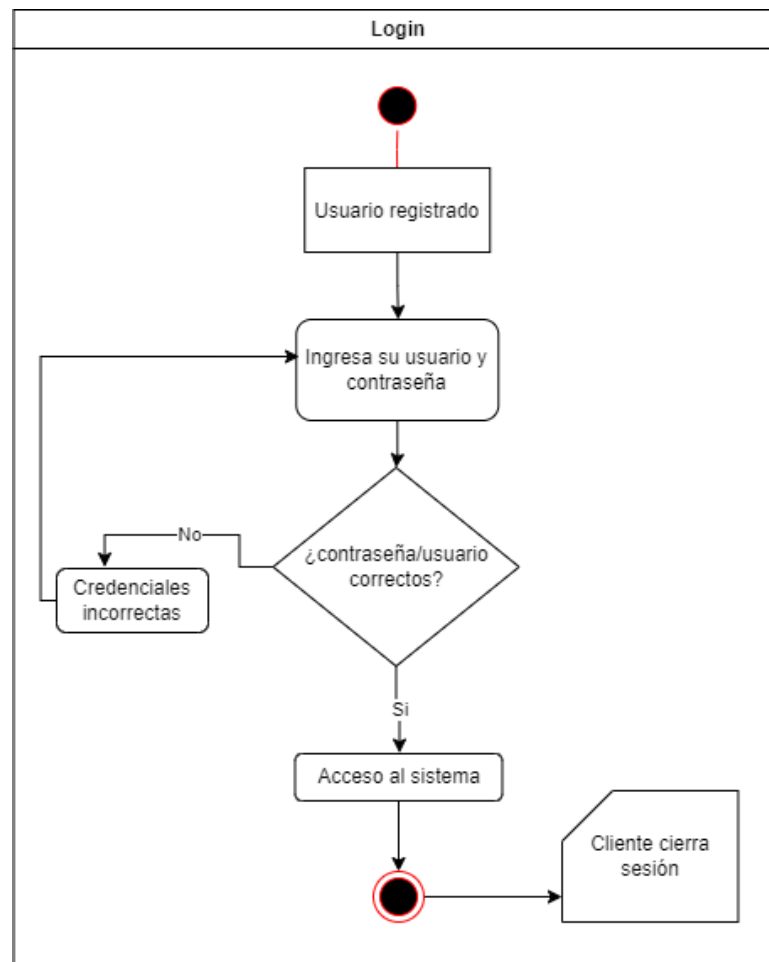 Login
Usuario registrado
Ingresa su usuario y
contraseña
¿contraseña/usuario
correctos?
No
Credenciales
incorrectas
Si
Acceso al sistema
Cliente cierra
sesión